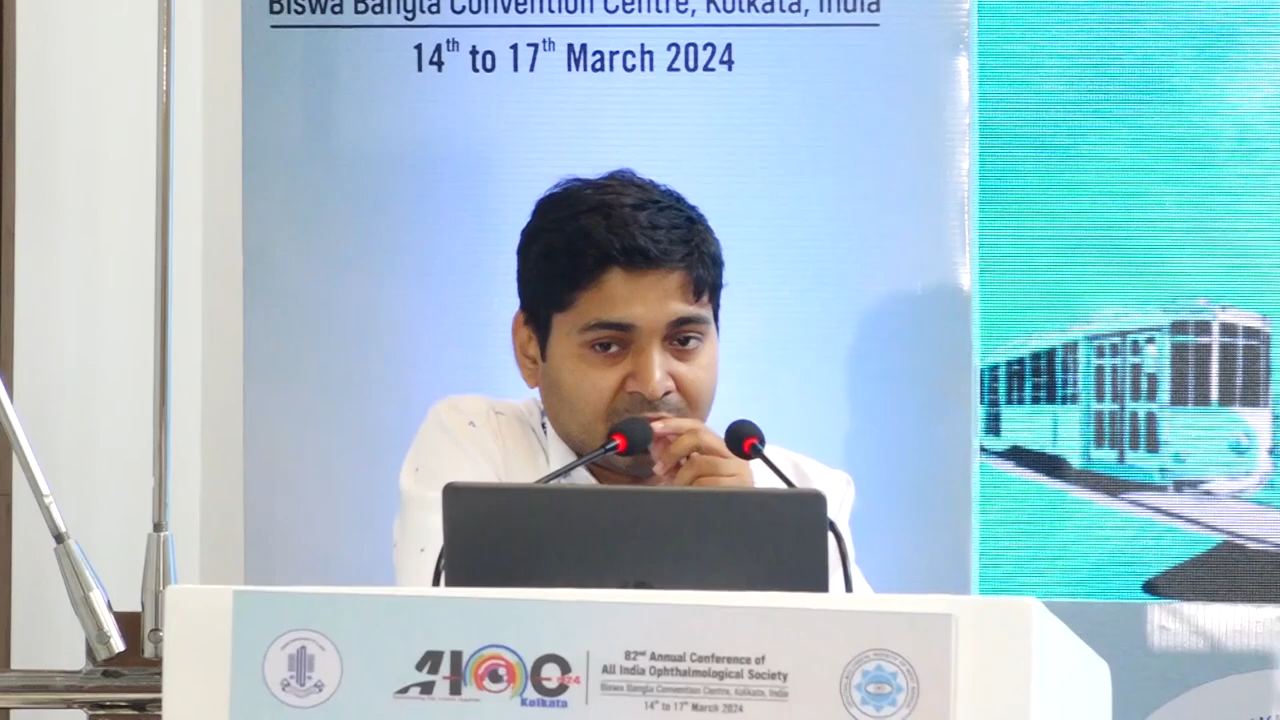 Biswa Bangla Convention Centre, Kolkata, India
14th to 17th March 2024
AIOC
2024
Kolkata
82nd Annual Conference of
All India Ophthalmological Society
Biswa Bangla Convention Centre, Kolkata, India
14th to 17th March 2024